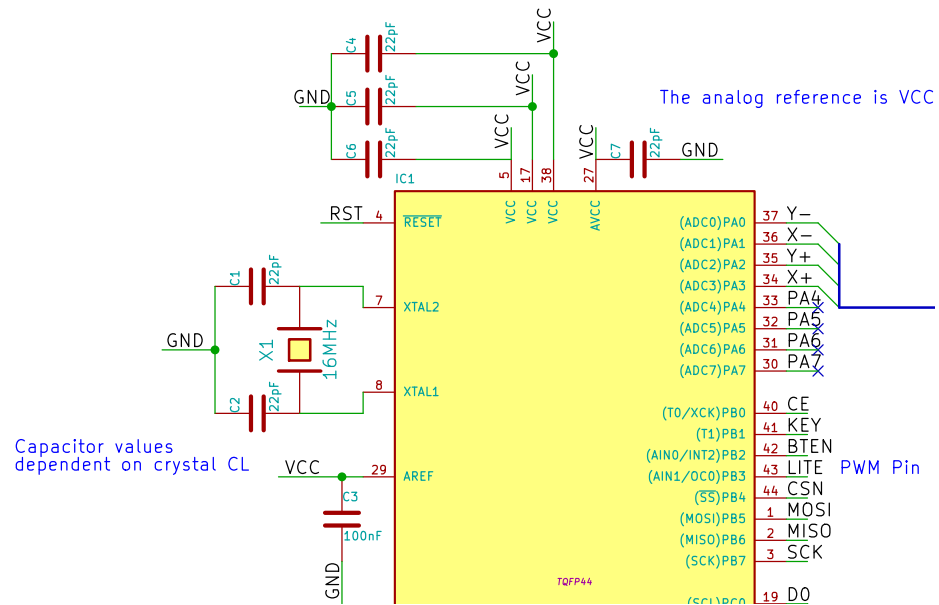 VCC
C4
22pF
VCC
C5
22pF
GND
The analog reference is VCC
VCC
C6
22pF
VCC
C7
22pF
GND
5
17
38
27
IC1
VCC
VCC
VCC
AVCC
RST 4 RESET
(ADC0)PA0 37 Y-
(ADC1)PA1 36 X-
(ADC2)PA2 35 Y+
(ADC3)PA3 34 X+
(ADC4)PA4 33 PA4
(ADC5)PA5 32 PA5
(ADC6)PA6 31 PA6
(ADC7)PA7 30 PA7
C1
22pF
7 XTAL2
GND
X1
16MHz
8 XTAL1
C2
22pF
Capacitor values
dependent on crystal CL
(T0/XCK)PB0 40 CE
(T1)PB1 41 KEY
(AIN0/INT2)PB2 42 BTEN
(AIN1/OC0)PB3 43 LITE PWM Pin
(SS)PB4 44 CSN
(MOSI)PB5 1 MOSI
(MISO)PB6 2 MISO
(SCK)PB7 3 SCK
VCC 29 AREF
C3
100nF
GND
TQFP44
(SCL)PC0 19 D0